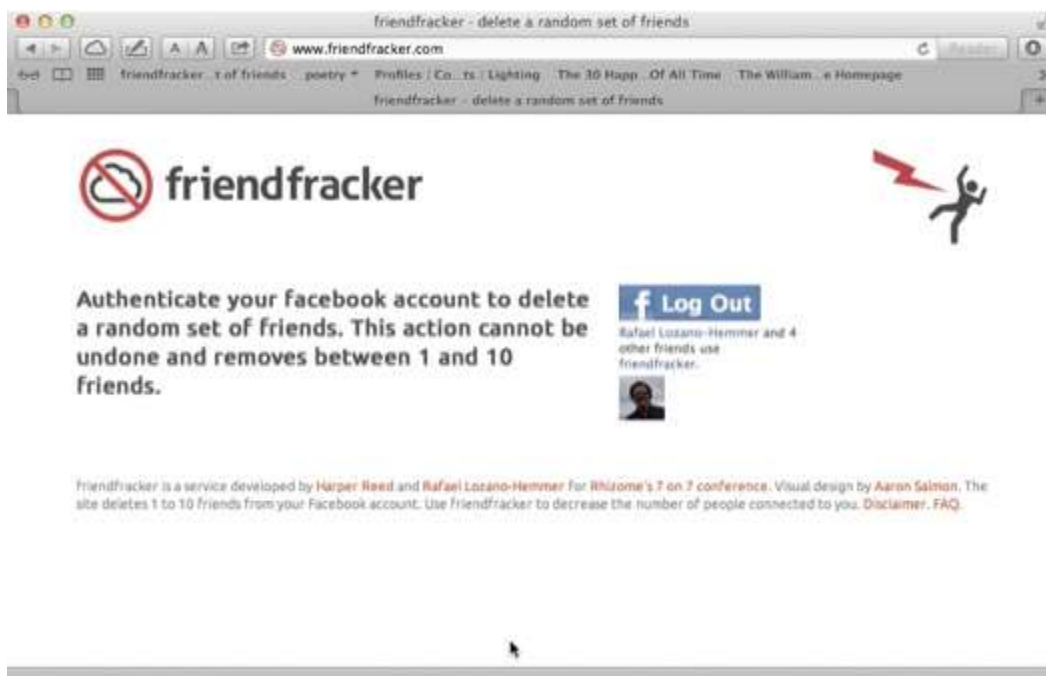 friendfracker - delete a random set of friends
A A www.friendfracker.com Reader
friendfracker...t of friends poetry Profiles | Co...ts | Lighting The 30 Happ...Of All Time The William...e Homepage
friendfracker - delete a random set of friends
friendfracker
Authenticate your facebook account to delete
a random set of friends. This action cannot be
undone and removes between 1 and 10
friends.
f Log Out
Rafael Lozano-Hemmer and 4
other friends use
friendfracker.
friendfracker is a service developed by Harper Reed and Rafael Lozano-Hemmer for Rhizome's 7 on 7 conference. Visual design by Aaron Salmon. The
site deletes 1 to 10 friends from your Facebook account. Use friendfracker to decrease the number of people connected to you. Disclaimer. FAQ.